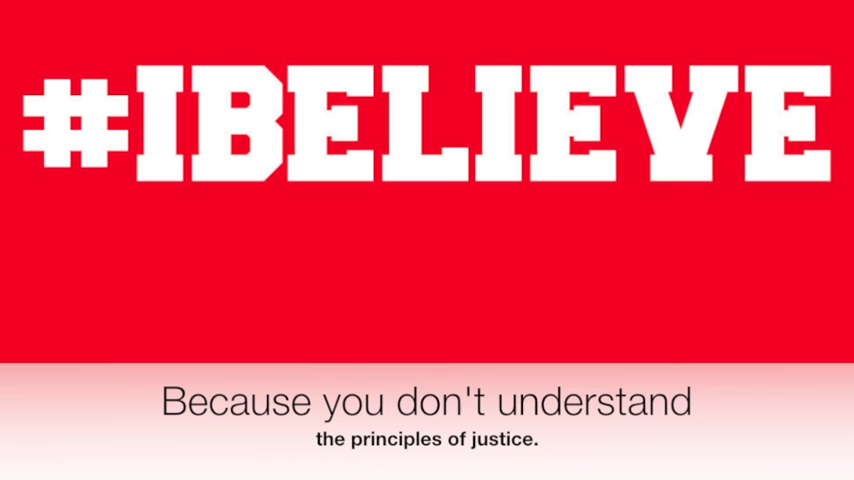 #IBELIEVE
Because you don't understand
the principles of justice.